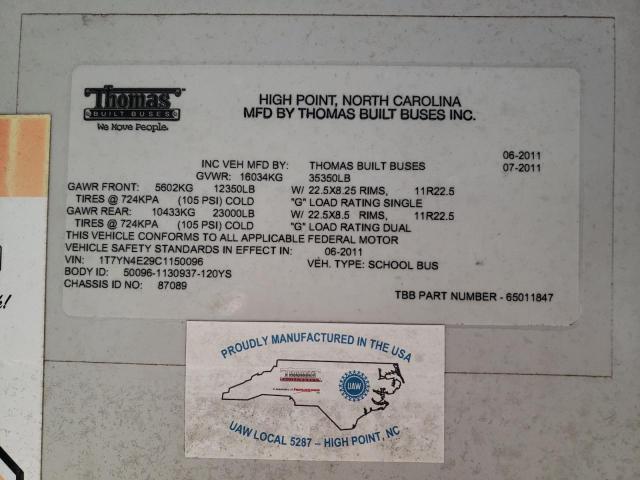 Thomas
BUILT BUSES
We Move People.
HIGH POINT, NORTH CAROLINA
MFD BY THOMAS BUILT BUSES INC.
06-2011
INC VEH MFD BY: THOMAS BUILT BUSES 07-2011
GVWR: 16034KG 35350LB
GAWR FRONT: 5602KG 12350LB W/ 22.5X8.25 RIMS, 11R22.5
TIRES @ 724KPA (105 PSI) COLD "G" LOAD RATING SINGLE
GAWR REAR: 10433KG 23000LB W/ 22.5X8.5 RIMS, 11R22.5
TIRES @ 724KPA (105 PSI) COLD "G" LOAD RATING DUAL
THIS VEHICLE CONFORMS TO ALL APPLICABLE FEDERAL MOTOR
VEHICLE SAFETY STANDARDS IN EFFECT IN: 06-2011
VIN: 1T7YN4E29C1150096 VEH. TYPE: SCHOOL BUS
BODY ID: 50096-1130937-120YS
CHASSIS ID NO: 87089
TBB PART NUMBER - 65011847
PROUDLY MANUFACTURED IN THE USA
UAW
UAW LOCAL 5287 – HIGH POINT, NC